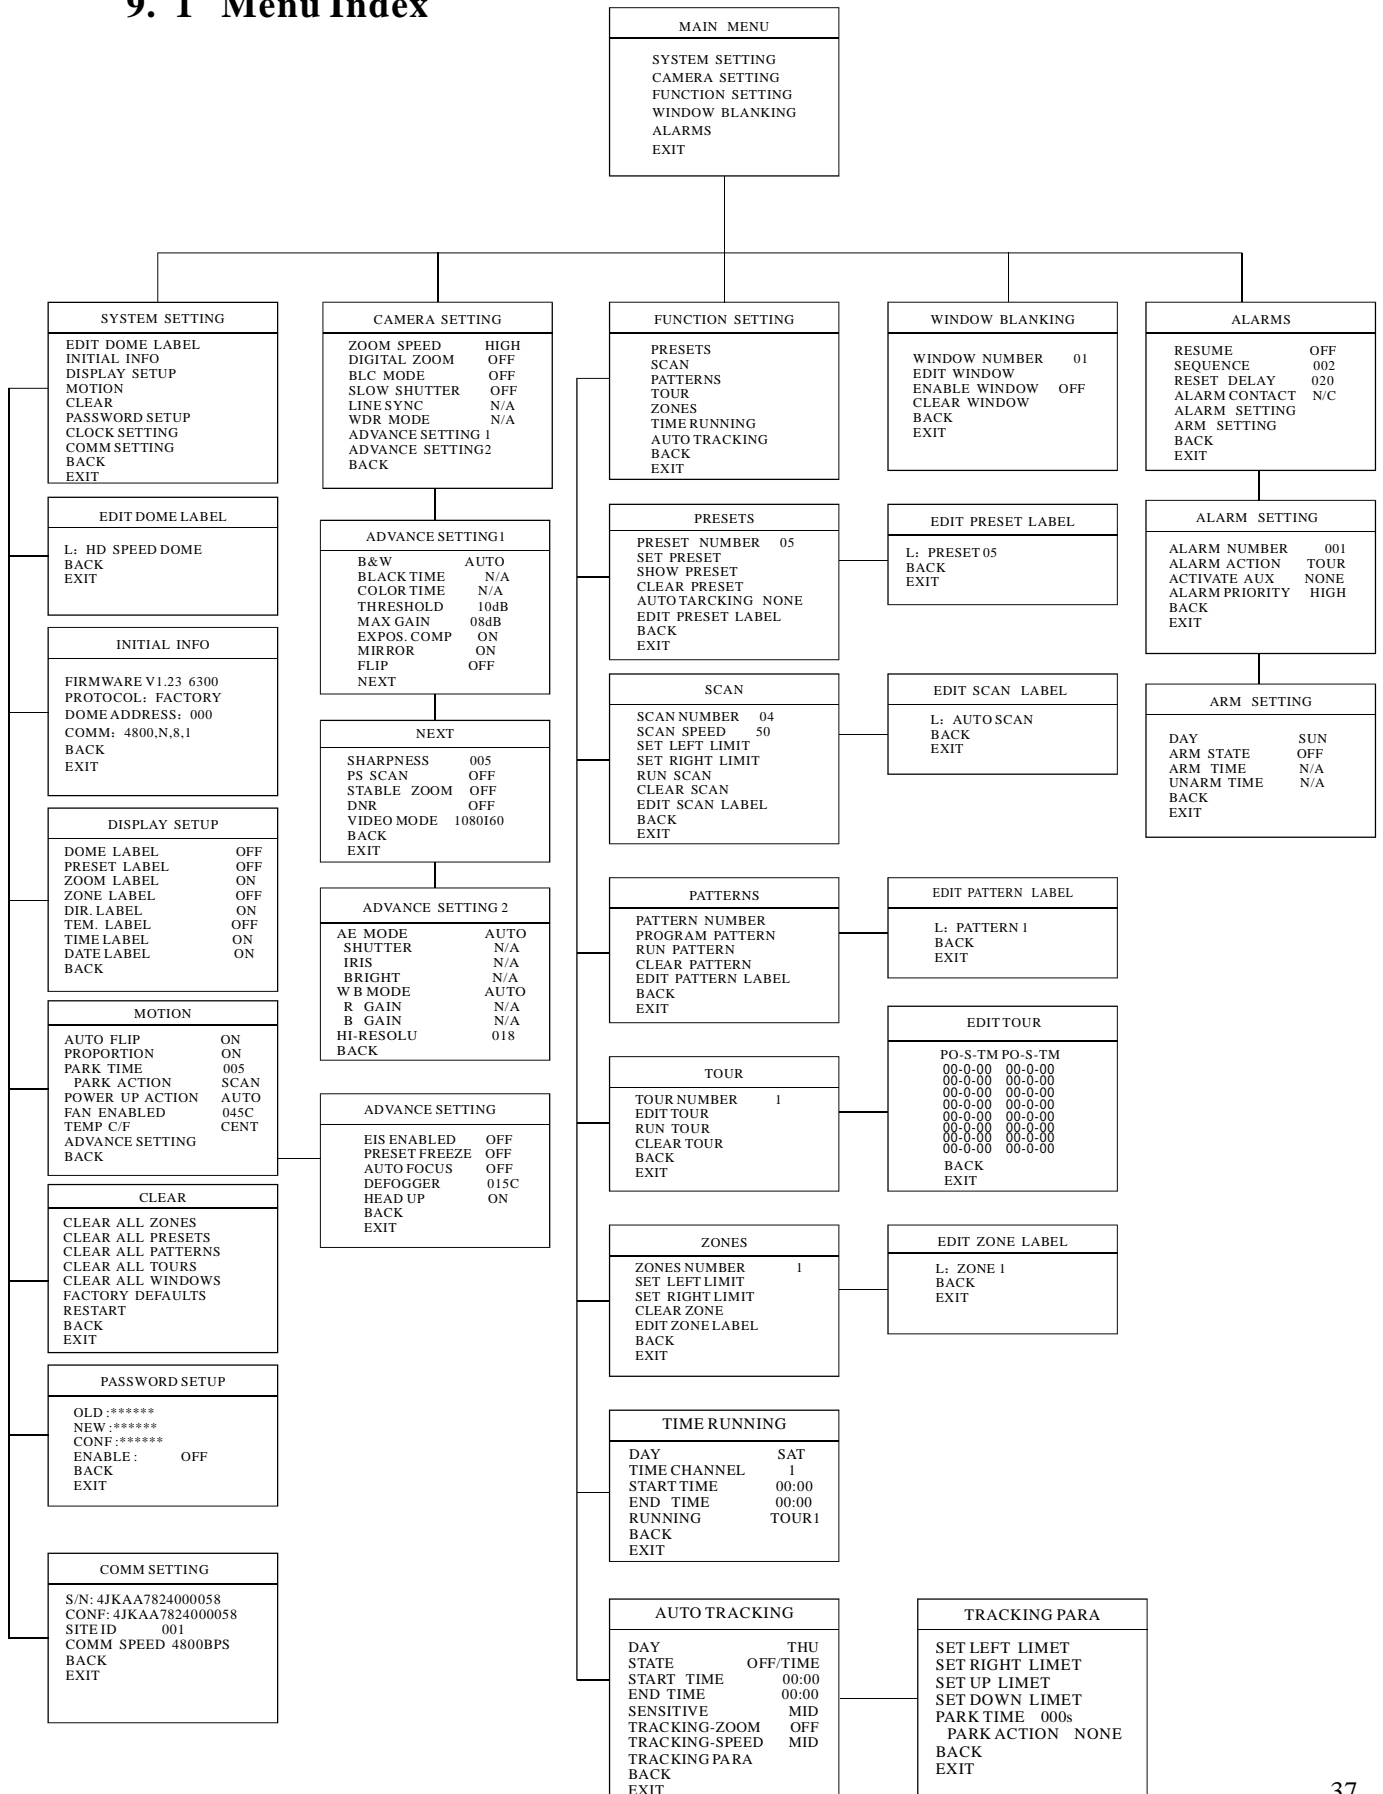 9. 1 Menu Index
MAIN MENU
SYSTEM SETTING
CAMERA SETTING
FUNCTION SETTING
WINDOW BLANKING
ALARMS
EXIT
SYSTEM SETTING
EDIT DOME LABEL
INITIAL INFO
DISPLAY SETUP
MOTION
CLEAR
PASSWORD SETUP
CLOCK SETTING
COMM SETTING
BACK
EXIT
EDIT DOME LABEL
L: HD SPEED DOME
BACK
EXIT
INITIAL INFO
FIRMWARE V1.23 6300
PROTOCOL: FACTORY
DOME ADDRESS: 000
COMM: 4800,N,8,1
BACK
EXIT
DISPLAY SETUP
DOME LABEL OFF
PRESET LABEL OFF
ZOOM LABEL ON
ZONE LABEL OFF
DIR. LABEL ON
TEM. LABEL OFF
TIME LABEL ON
DATE LABEL ON
BACK
MOTION
AUTO FLIP ON
PROPORTION ON
PARK TIME 005
PARK ACTION SCAN
POWER UP ACTION AUTO
FAN ENABLED 045C
TEMP C/F CENT
ADVANCE SETTING
BACK
CLEAR
CLEAR ALL ZONES
CLEAR ALL PRESETS
CLEAR ALL PATTERNS
CLEAR ALL TOURS
CLEAR ALL WINDOWS
FACTORY DEFAULTS
RESTART
BACK
EXIT
PASSWORD SETUP
OLD :******
NEW :******
CONF :******
ENABLE : OFF
BACK
EXIT
COMM SETTING
S/N: 4JKAA7824000058
CONF: 4JKAA7824000058
SITE ID 001
COMM SPEED 4800BPS
BACK
EXIT
CAMERA SETTING
ZOOM SPEED HIGH
DIGITAL ZOOM OFF
BLC MODE OFF
SLOW SHUTTER OFF
LINE SYNC N/A
WDR MODE N/A
ADVANCE SETTING 1
ADVANCE SETTING2
BACK
ADVANCE SETTING1
B&W AUTO
BLACK TIME N/A
COLOR TIME N/A
THRESHOLD 10dB
MAX GAIN 08dB
EXPOS. COMP ON
MIRROR ON
FLIP OFF
NEXT
NEXT
SHARPNESS 005
PS SCAN OFF
STABLE ZOOM OFF
DNR OFF
VIDEO MODE 1080I60
BACK
EXIT
ADVANCE SETTING 2
AE MODE AUTO
SHUTTER N/A
IRIS N/A
BRIGHT N/A
W B MODE AUTO
R GAIN N/A
B GAIN N/A
HI-RESOLU 018
BACK
ADVANCE SETTING
EIS ENABLED OFF
PRESET FREEZE OFF
AUTO FOCUS OFF
DEFOGGER 015C
HEAD UP ON
BACK
EXIT
FUNCTION SETTING
PRESETS
SCAN
PATTERNS
TOUR
ZONES
TIME RUNNING
AUTO TRACKING
BACK
EXIT
PRESETS
PRESET NUMBER 05
SET PRESET
SHOW PRESET
CLEAR PRESET
AUTO TARCKING NONE
EDIT PRESET LABEL
BACK
EXIT
SCAN
SCAN NUMBER 04
SCAN SPEED 50
SET LEFT LIMIT
SET RIGHT LIMIT
RUN SCAN
CLEAR SCAN
EDIT SCAN LABEL
BACK
EXIT
PATTERNS
PATTERN NUMBER
PROGRAM PATTERN
RUN PATTERN
CLEAR PATTERN
EDIT PATTERN LABEL
BACK
EXIT
TOUR
TOUR NUMBER 1
EDIT TOUR
RUN TOUR
CLEAR TOUR
BACK
EXIT
ZONES
ZONES NUMBER 1
SET LEFT LIMIT
SET RIGHT LIMIT
CLEAR ZONE
EDIT ZONE LABEL
BACK
EXIT
TIME RUNNING
DAY SAT
TIME CHANNEL 1
START TIME 00:00
END TIME 00:00
RUNNING TOUR1
BACK
EXIT
AUTO TRACKING
DAY THU
STATE OFF/TIME
START TIME 00:00
END TIME 00:00
SENSITIVE MID
TRACKING-ZOOM OFF
TRACKING-SPEED MID
TRACKING PARA
BACK
EXIT
WINDOW BLANKING
WINDOW NUMBER 01
EDIT WINDOW
ENABLE WINDOW OFF
CLEAR WINDOW
BACK
EXIT
EDIT PRESET LABEL
L: PRESET 05
BACK
EXIT
EDIT SCAN LABEL
L: AUTO SCAN
BACK
EXIT
EDIT PATTERN LABEL
L: PATTERN 1
BACK
EXIT
EDIT TOUR
PO-S-TM PO-S-TM
00-0-00 00-0-00
00-0-00 00-0-00
00-0-00 00-0-00
00-0-00 00-0-00
00-0-00 00-0-00
00-0-00 00-0-00
00-0-00 00-0-00
00-0-00 00-0-00
BACK
EXIT
EDIT ZONE LABEL
L: ZONE 1
BACK
EXIT
TRACKING PARA
SET LEFT LIMET
SET RIGHT LIMET
SET UP LIMET
SET DOWN LIMET
PARK TIME 000s
PARK ACTION NONE
BACK
EXIT
ALARMS
RESUME OFF
SEQUENCE 002
RESET DELAY 020
ALARM CONTACT N/C
ALARM SETTING
ARM SETTING
BACK
EXIT
ALARM SETTING
ALARM NUMBER 001
ALARM ACTION TOUR
ACTIVATE AUX NONE
ALARM PRIORITY HIGH
BACK
EXIT
ARM SETTING
DAY SUN
ARM STATE OFF
ARM TIME N/A
UNARM TIME N/A
BACK
EXIT
37